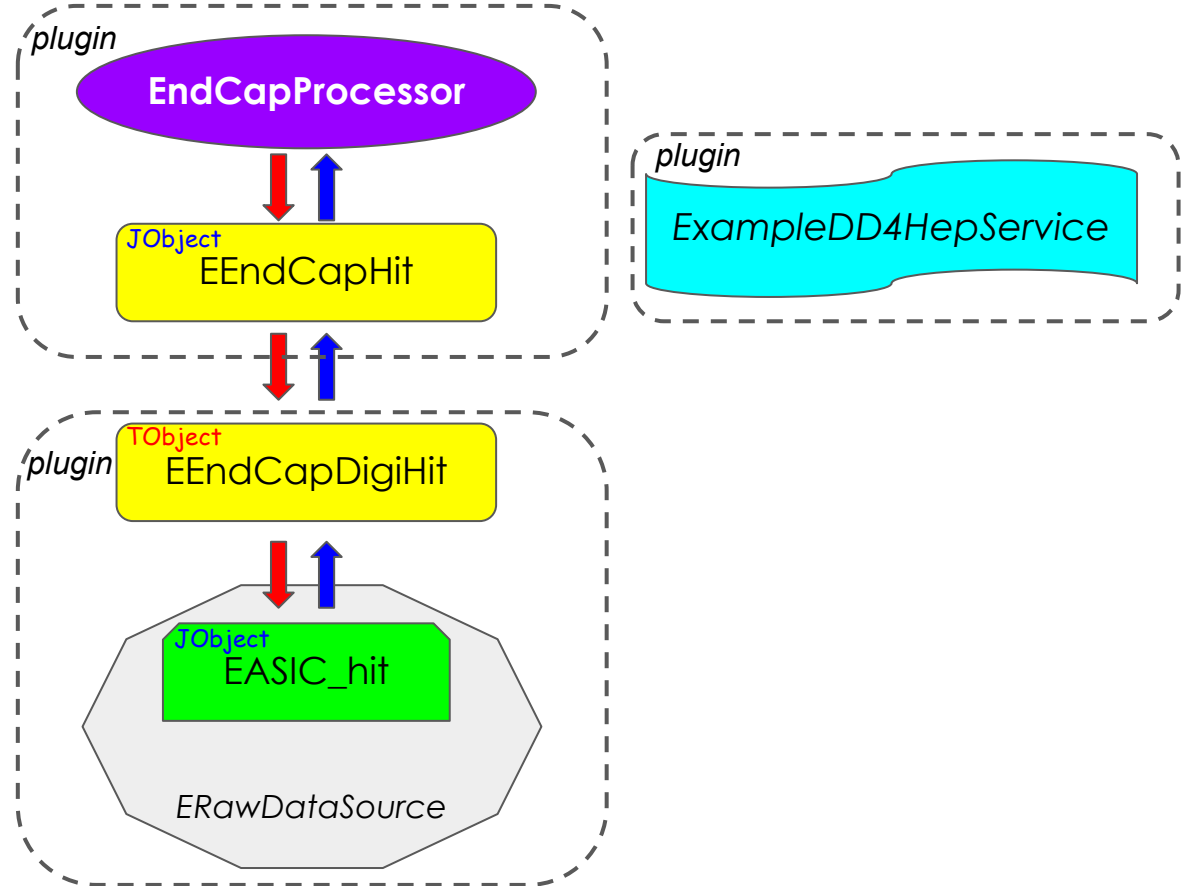 plugin
EndCapProcessor
JObject
EEndCapHit
plugin
ExampleDD4HepService
TObject
plugin
EEndCapDigiHit
JObject
EASIC_hit
ERawDataSource